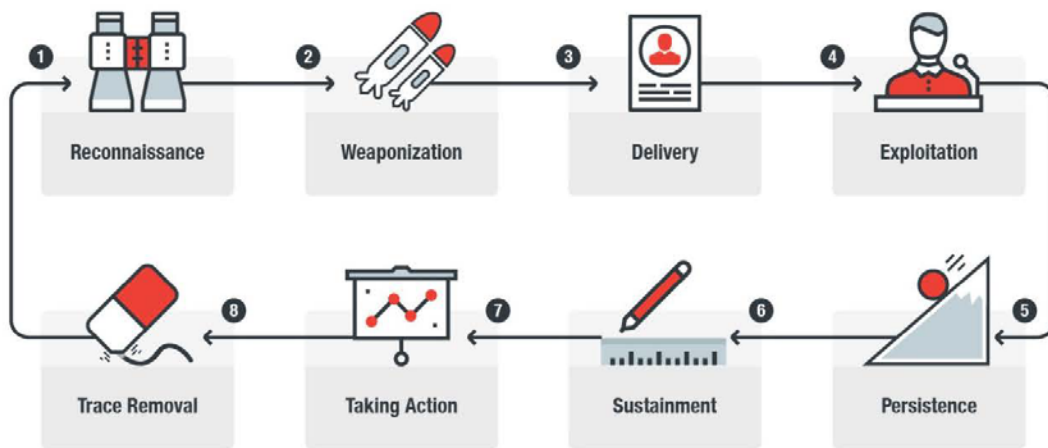 1
Reconnaissance
2
Weaponization
3
Delivery
4
Exploitation
5
Persistence
6
Sustainment
7
Taking Action
8
Trace Removal